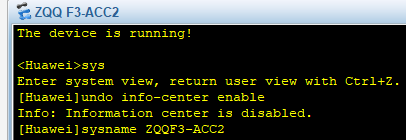 ZQQ F3-ACC2
The device is running!
<Huawei>sys
Enter system view, return user view with Ctrl+Z.
[Huawei]undo info-center enable
Info: Information center is disabled.
[Huawei]sysname ZQQF3-ACC2